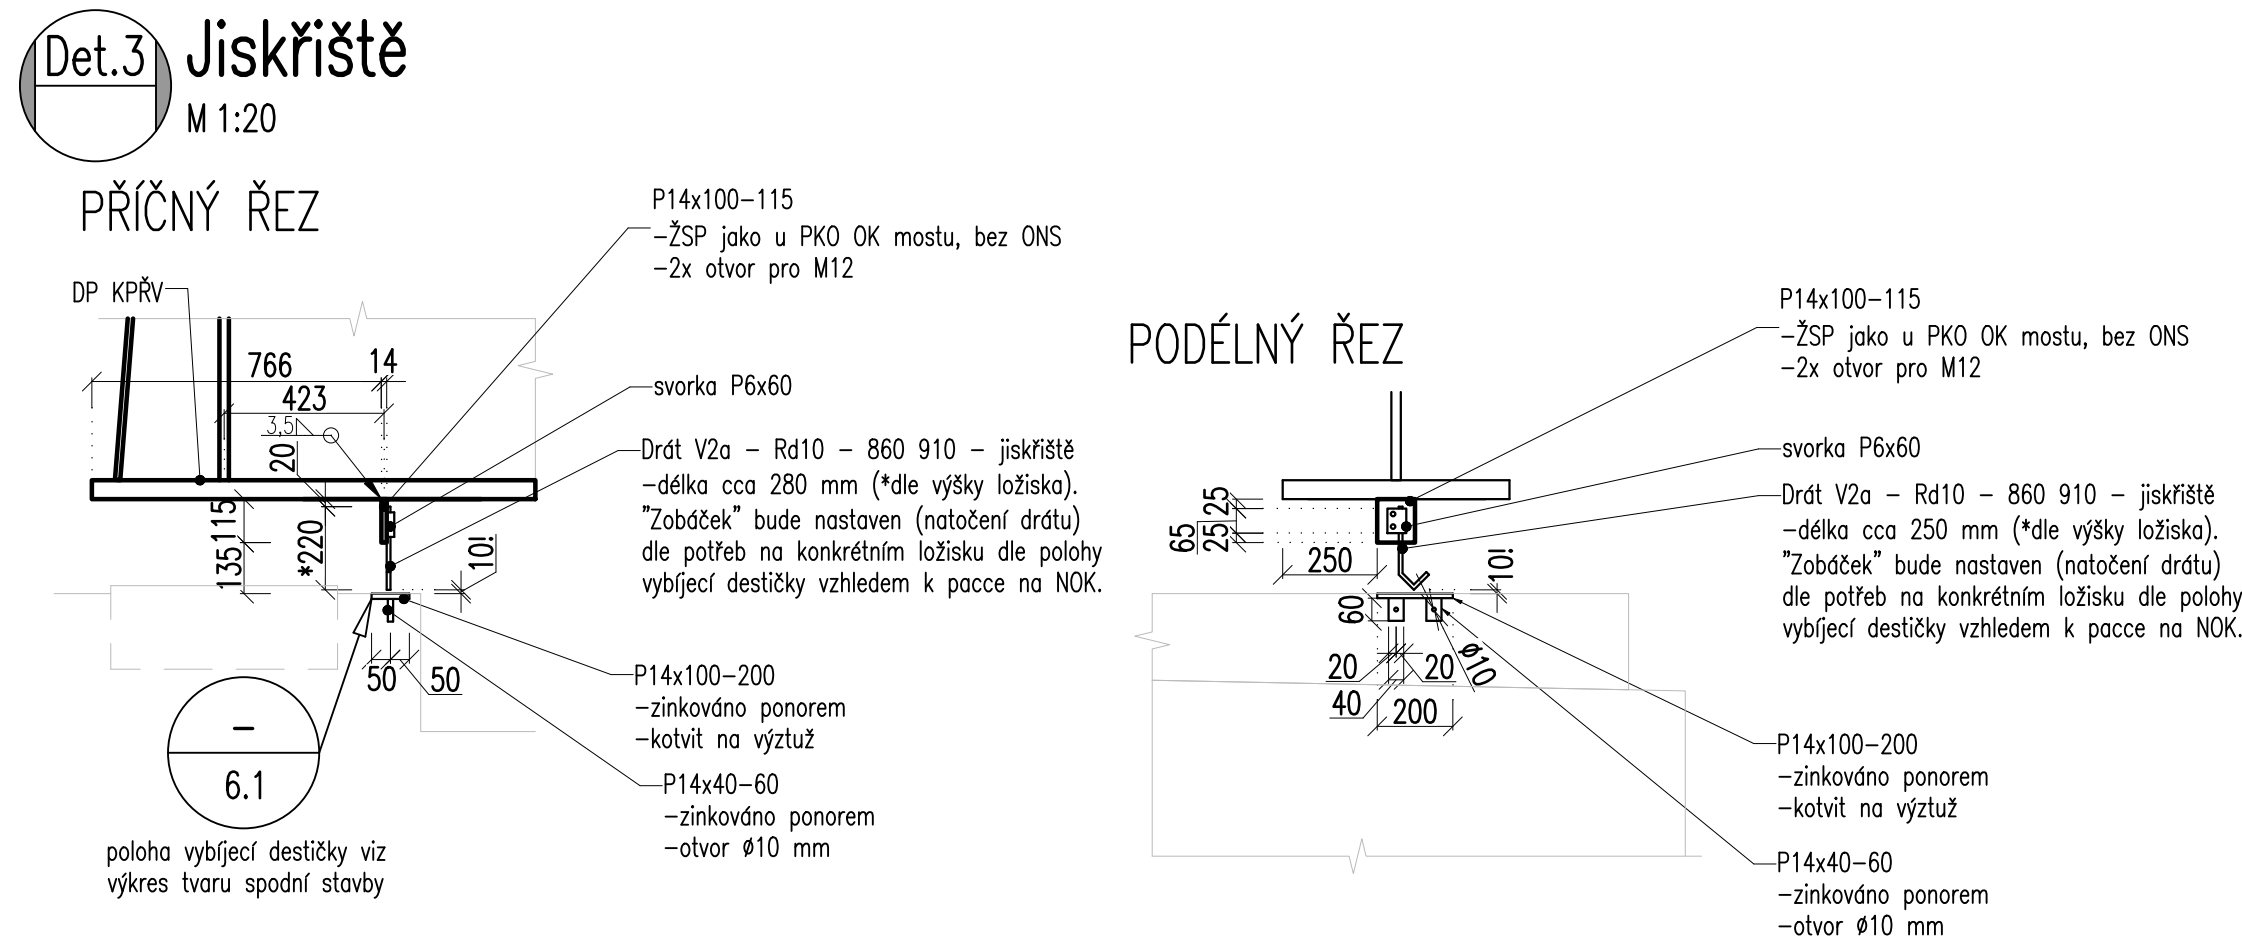 Det.3
Jiskřiště
M 1:20
PŘÍČNÝ ŘEZ
DP KPŘV
766
14
423
3,5
20
115
135
*220
10!
50
50
P14x100-115
-ŽSP jako u PKO OK mostu, bez ONS
-2x otvor pro M12
svorka P6x60
Drát V2a - Rd10 - 860 910 - jiskřiště
-délka cca 280 mm (*dle výšky ložiska).
"Zobáček" bude nastaven (natočení drátu)
dle potřeb na konkrétním ložisku dle polohy
vybíjecí destičky vzhledem k pacce na NOK.
P14x100-200
-zinkováno ponorem
-kotvit na výztuž
P14x40-60
-zinkováno ponorem
-otvor ø10 mm
-
6.1
poloha vybíjecí destičky viz
výkres tvaru spodní stavby
PODÉLNÝ ŘEZ
25
65
25
250
10!
60
20
20
ø10
40
200
P14x100-115
-ŽSP jako u PKO OK mostu, bez ONS
-2x otvor pro M12
svorka P6x60
Drát V2a - Rd10 - 860 910 - jiskřiště
-délka cca 250 mm (*dle výšky ložiska).
"Zobáček" bude nastaven (natočení drátu)
dle potřeb na konkrétním ložisku dle polohy
vybíjecí destičky vzhledem k pacce na NOK.
P14x100-200
-zinkováno ponorem
-kotvit na výztuž
P14x40-60
-zinkováno ponorem
-otvor ø10 mm